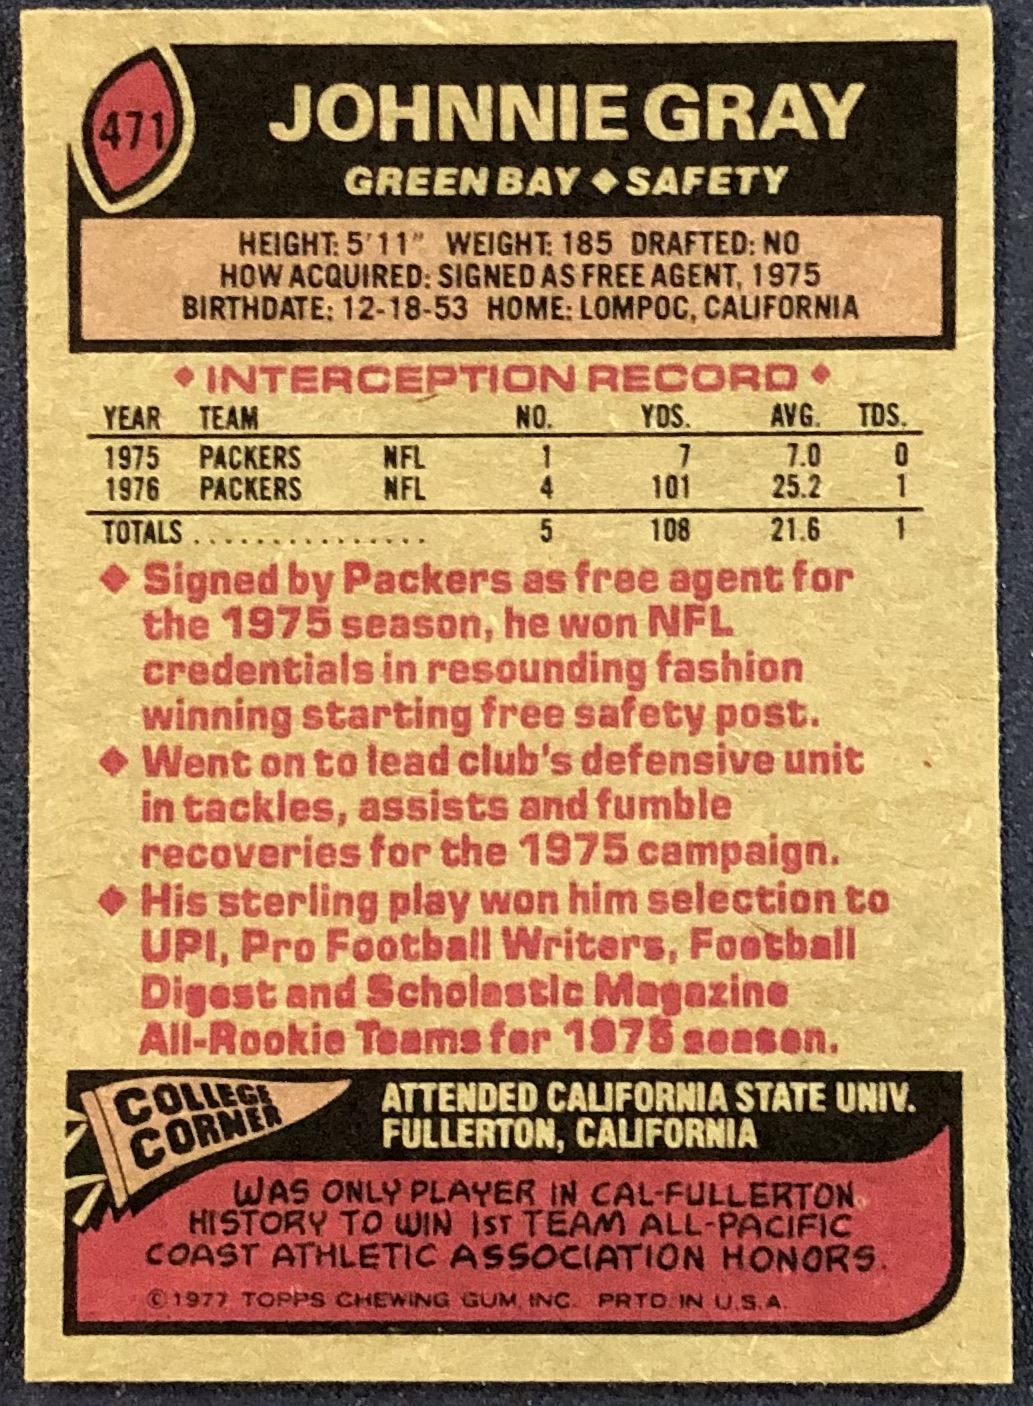 471
JOHNNIE GRAY
GREEN BAY ◆ SAFETY
HEIGHT: 5'11" WEIGHT: 185 DRAFTED: NO
HOW ACQUIRED: SIGNED AS FREE AGENT, 1975
BIRTHDATE: 12-18-53 HOME: LOMPOC, CALIFORNIA
◆ INTERCEPTION RECORD ◆
YEAR TEAM NO. YDS. AVG. TDS.
1975 PACKERS NFL 1 7 7.0 0
1976 PACKERS NFL 4 101 25.2 1
TOTALS ............... 5 108 21.6 1
◆ Signed by Packers as free agent for
the 1975 season, he won NFL
credentials in resounding fashion
winning starting free safety post.
◆ Went on to lead club's defensive unit
in tackles, assists and fumble
recoveries for the 1975 campaign.
◆ His sterling play won him selection to
UPI, Pro Football Writers, Football
Digest and Scholastic Magazine
All-Rookie Teams for 1975 season.
COLLEGE
CORNER
ATTENDED CALIFORNIA STATE UNIV.
FULLERTON, CALIFORNIA
WAS ONLY PLAYER IN CAL-FULLERTON
HISTORY TO WIN 1ST TEAM ALL-PACIFIC
COAST ATHLETIC ASSOCIATION HONORS.
© 1977 TOPPS CHEWING GUM, INC. PRTD. IN U.S.A.